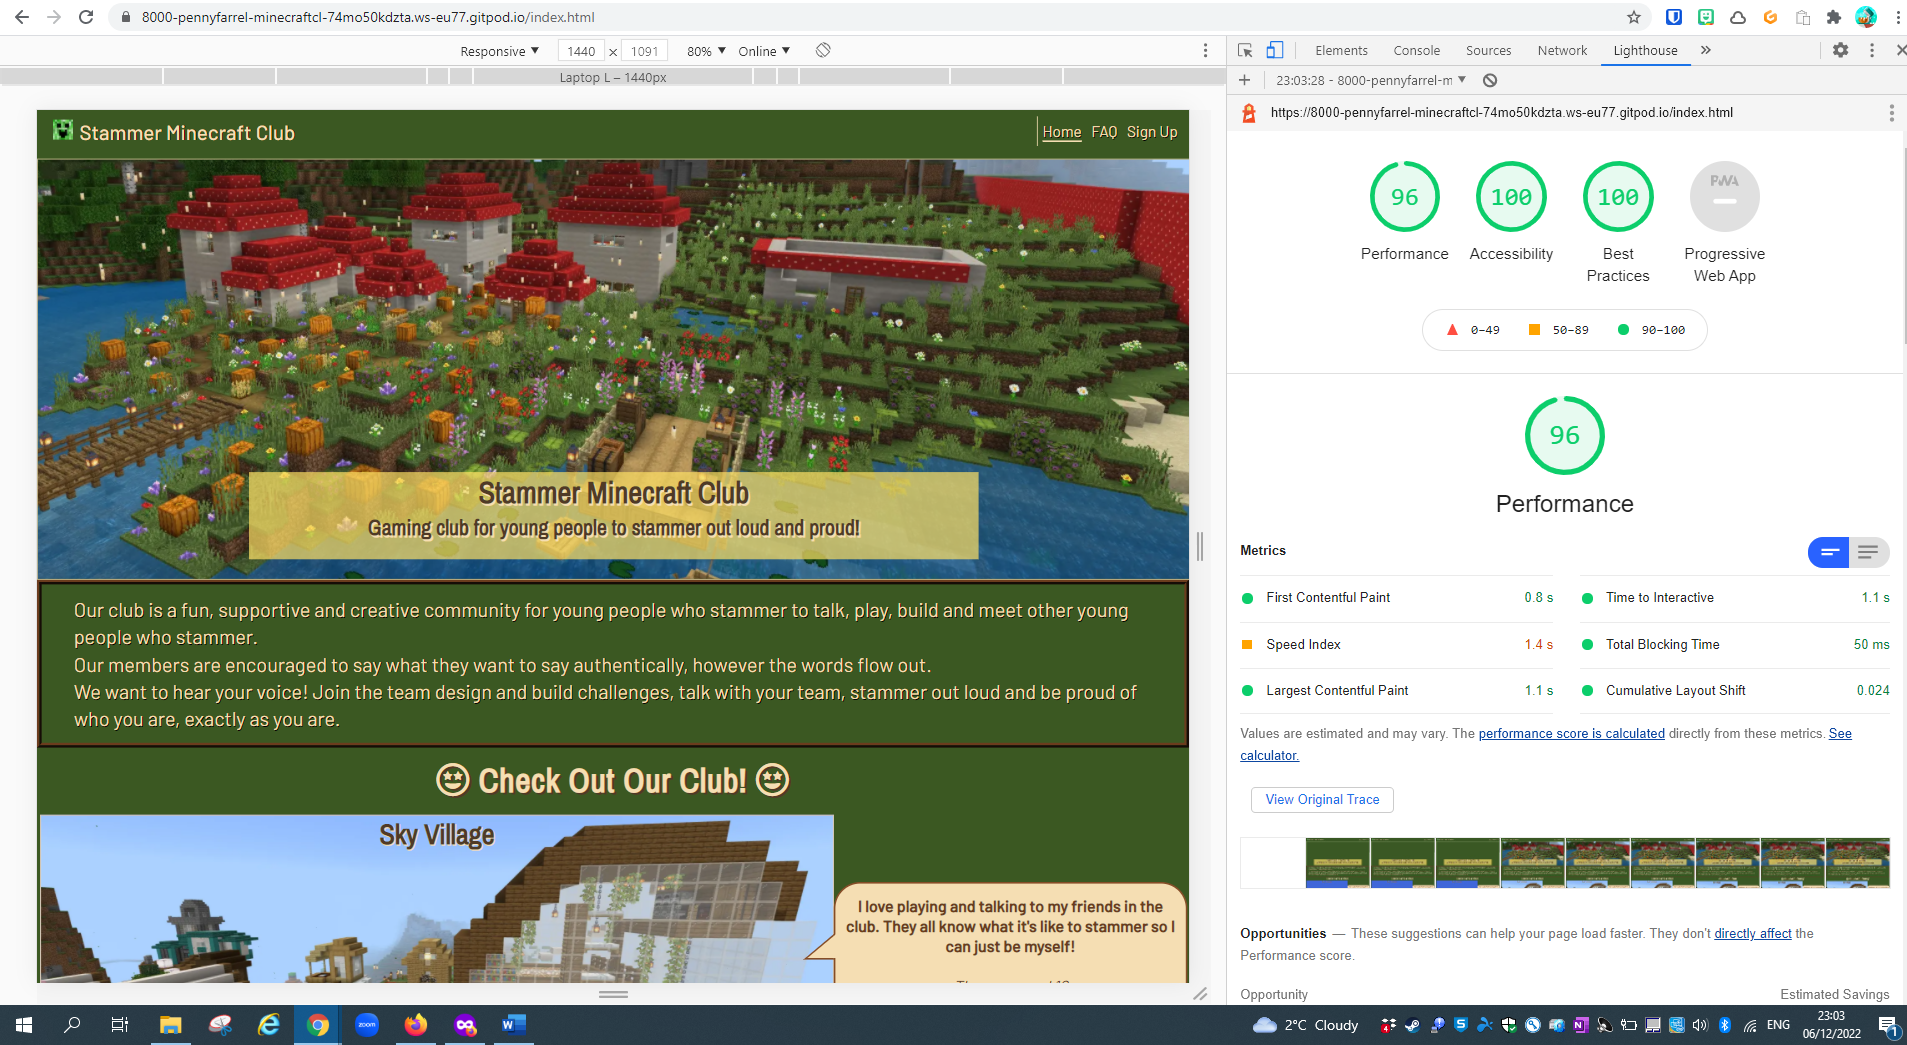 8000-pennyfarrel-minecraftcl-74mo50kdzta.ws-eu77.gitpod.io/index.html
Responsive 1440 x 1091 80% Online
Laptop L – 1440px
Elements Console Sources Network Lighthouse
23:03:28 - 8000-pennyfarrel-m
https://8000-pennyfarrel-minecraftcl-74mo50kdzta.ws-eu77.gitpod.io/index.html
Stammer Minecraft Club
Home FAQ Sign Up
Stammer Minecraft Club
Gaming club for young people to stammer out loud and proud!
Our club is a fun, supportive and creative community for young people who stammer to talk, play, build and meet other young
people who stammer.
Our members are encouraged to say what they want to say authentically, however the words flow out.
We want to hear your voice! Join the team design and build challenges, talk with your team, stammer out loud and be proud of
who you are, exactly as you are.
Check Out Our Club!
Sky Village
I love playing and talking to my friends in the
club. They all know what it's like to stammer so I
can just be myself!
96 100 100 PWA
Performance Accessibility Best Progressive
Practices Web App
0–49 50–89 90–100
96
Performance
Metrics
First Contentful Paint 0.8 s
Time to Interactive 1.1 s
Speed Index 1.4 s
Total Blocking Time 50 ms
Largest Contentful Paint 1.1 s
Cumulative Layout Shift 0.024
Values are estimated and may vary. The performance score is calculated directly from these metrics. See
calculator.
View Original Trace
Opportunities — These suggestions can help your page load faster. They don't directly affect the
Performance score.
Opportunity Estimated Savings
zoom
2°C Cloudy
ENG
23:03
06/12/2022
1